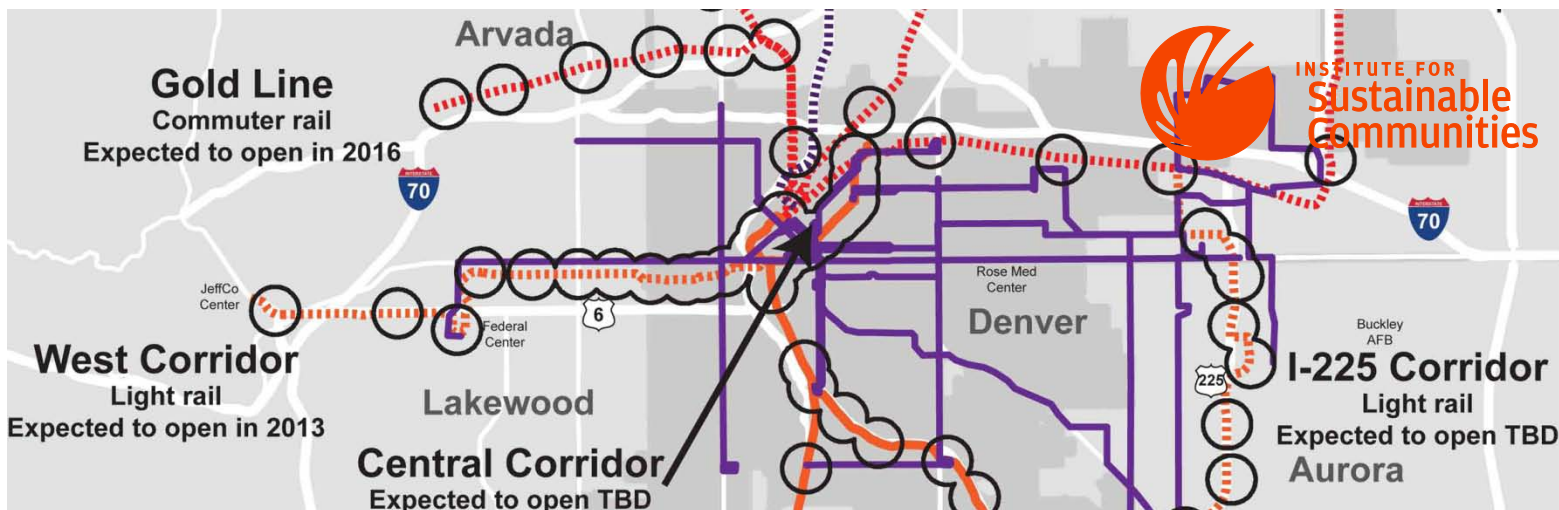 Arvada
Gold Line
Commuter rail
Expected to open in 2016
INTERSTATE
70
INSTITUTE FOR
Sustainable
Communities
INTERSTATE
70
JeffCo
Center
6
Federal
Center
Rose Med
Center
Denver
Buckley
AFB
West Corridor
Light rail
Expected to open in 2013
Lakewood
225
I-225 Corridor
Light rail
Expected to open TBD
Central Corridor
Expected to open TBD
Aurora